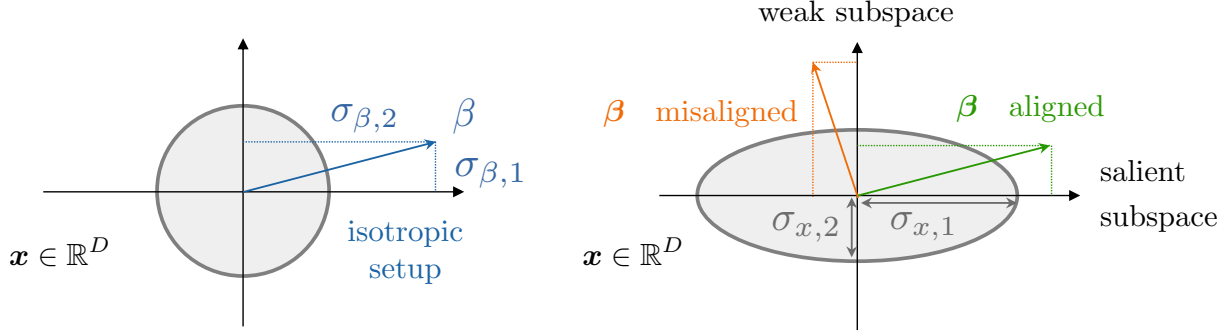 weak subspace
σ_{β,2}
β
σ_{β,1}
isotropic
setup
x ∈ ℝ^D
β misaligned
β aligned
salient
subspace
σ_{x,2}
σ_{x,1}
x ∈ ℝ^D